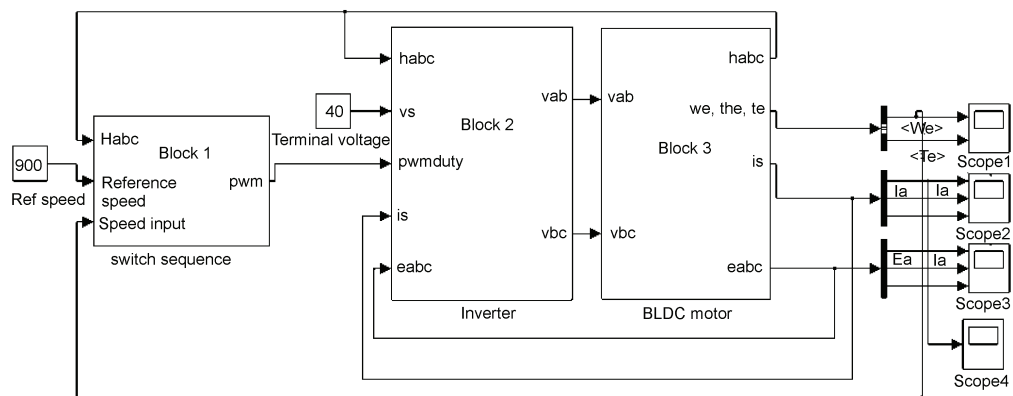 habc
vs
pwmduty
is
eabc
vab
Block 2
vbc
Inverter
vab
Block 3
vbc
habc
we, the, te
is
eabc
BLDC motor
40
Terminal voltage
900
Ref speed
Habc
Block 1
Reference
speed
pwm
Speed input
switch sequence
<We>
<Te>
Scope1
Ia
Ia
Scope2
Ea
Ia
Scope3
Scope4